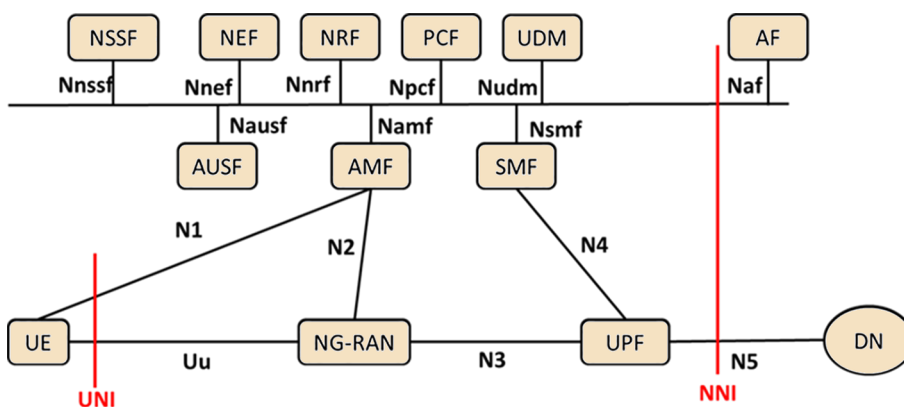 NSSF
NEF
NRF
PCF
UDM
AF
Nnssf
Nnef
Nnrf
Npcf
Nudm
Naf
Nausf
Namf
Nsmf
AUSF
AMF
SMF
N1
N2
N4
UE
NG-RAN
UPF
DN
Uu
N3
N5
UNI
NNI